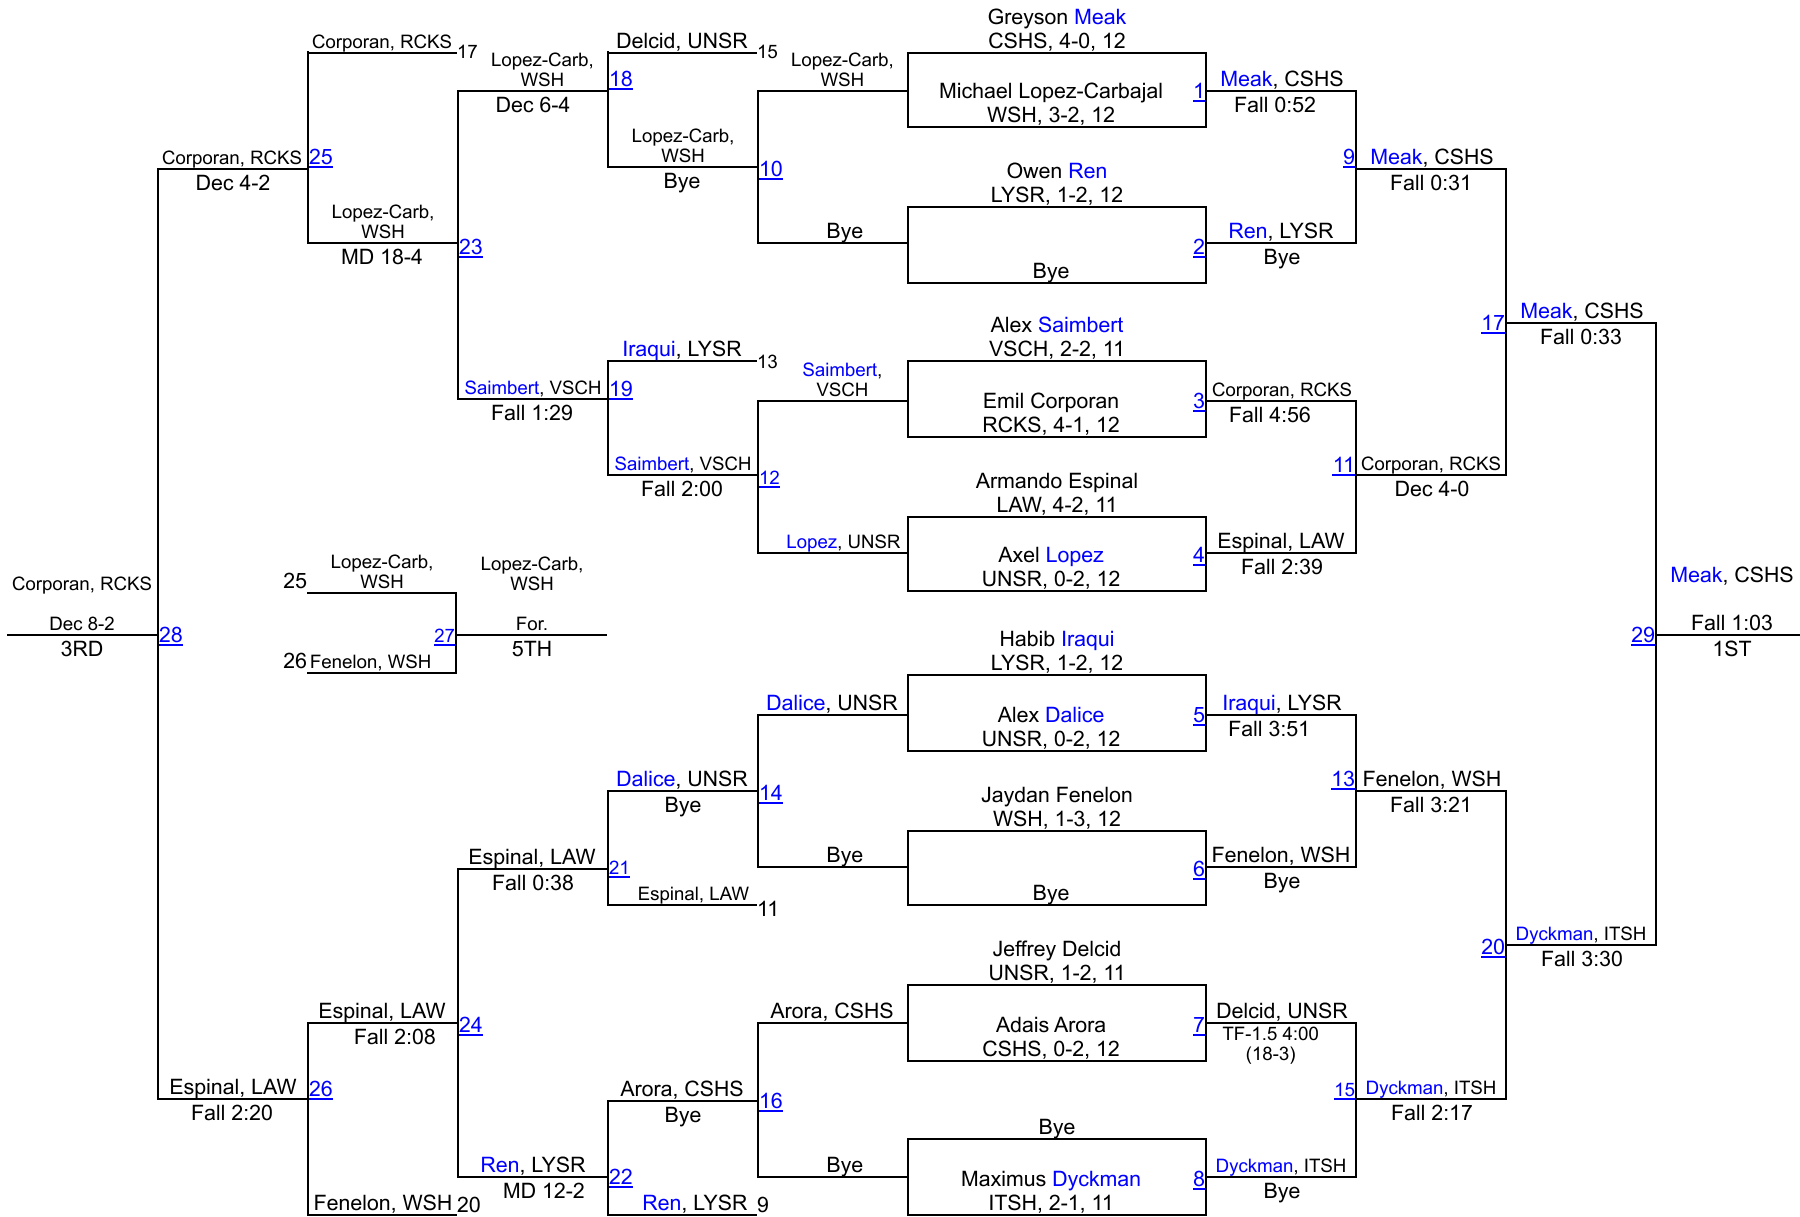 Greyson Meak
CSHS, 4-0, 12
Corporan, RCKS 17
Delcid, UNSR 15
Lopez-Carb,
WSH
Lopez-Carb,
WSH
18
Dec 6-4
Michael Lopez-Carbajal
WSH, 3-2, 12
1
Meak, CSHS
Fall 0:52
Lopez-Carb,
WSH
Bye
10
Corporan, RCKS
25
Dec 4-2
9
Meak, CSHS
Fall 0:31
Owen Ren
LYSR, 1-2, 12
Lopez-Carb,
WSH
MD 18-4
23
Bye
2
Ren, LYSR
Bye
Bye
Meak, CSHS
17
Fall 0:33
Alex Saimbert
VSCH, 2-2, 11
Iraqui, LYSR
13
Saimbert,
VSCH
Saimbert, VSCH
19
Fall 1:29
Emil Corporan
RCKS, 4-1, 12
3
Corporan, RCKS
Fall 4:56
Saimbert, VSCH
12
Fall 2:00
11
Corporan, RCKS
Dec 4-0
Armando Espinal
LAW, 4-2, 11
Lopez, UNSR
Axel Lopez
UNSR, 0-2, 12
4
Espinal, LAW
Fall 2:39
Lopez-Carb,
WSH
25
Lopez-Carb,
WSH
Corporan, RCKS
Dec 8-2
3RD
28
27
For.
5TH
26 Fenelon, WSH
Meak, CSHS
29
Fall 1:03
1ST
Habib Iraqui
LYSR, 1-2, 12
Dalice, UNSR
Alex Dalice
UNSR, 0-2, 12
5
Iraqui, LYSR
Fall 3:51
Dalice, UNSR
Bye
14
13
Fenelon, WSH
Fall 3:21
Jaydan Fenelon
WSH, 1-3, 12
Espinal, LAW
21
Fall 0:38
Bye
6
Fenelon, WSH
Bye
Bye
Espinal, LAW
11
Dyckman, ITSH
20
Fall 3:30
Jeffrey Delcid
UNSR, 1-2, 11
Espinal, LAW
24
Fall 2:08
Arora, CSHS
Adais Arora
CSHS, 0-2, 12
7
Delcid, UNSR
TF-1.5 4:00
(18-3)
Espinal, LAW
26
Fall 2:20
Arora, CSHS
Bye
16
15
Dyckman, ITSH
Fall 2:17
Bye
Ren, LYSR
22
MD 12-2
Bye
Maximus Dyckman
ITSH, 2-1, 11
8
Dyckman, ITSH
Bye
Fenelon, WSH 20
Ren, LYSR 9